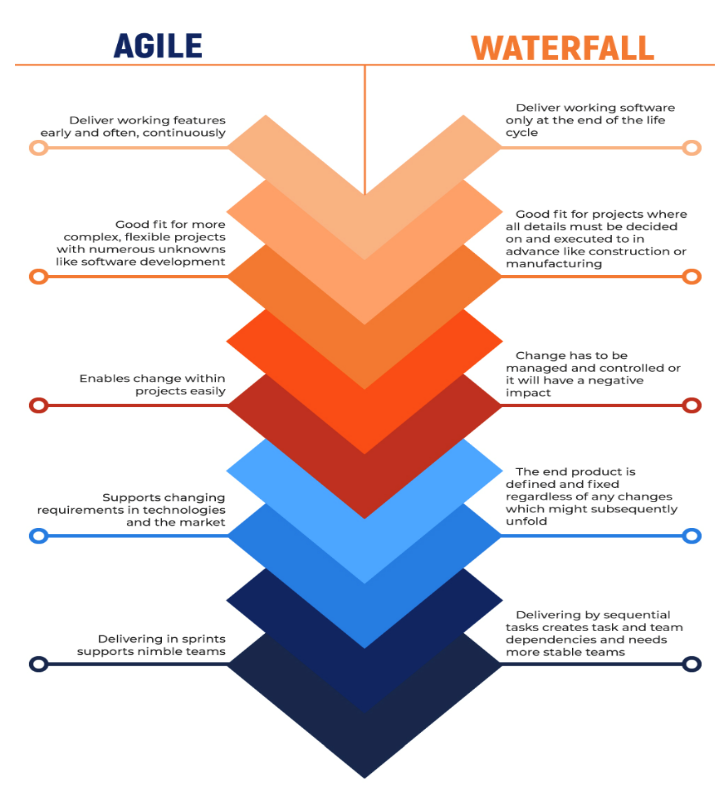 AGILE
WATERFALL
Deliver working features
early and often, continuously
Deliver working software
only at the end of the life
cycle
Good fit for more
complex, flexible projects
with numerous unknowns
like software development
Good fit for projects where
all details must be decided
on and executed to in
advance like construction or
manufacturing
Enables change within
projects easily
Change has to be
managed and controlled or
it will have a negative
impact
Supports changing
requirements in technologies
and the market
The end product is
defined and fixed
regardless of any changes
which might subsequently
unfold
Delivering in sprints
supports nimble teams
Delivering by sequential
tasks creates task and team
dependencies and needs
more stable teams